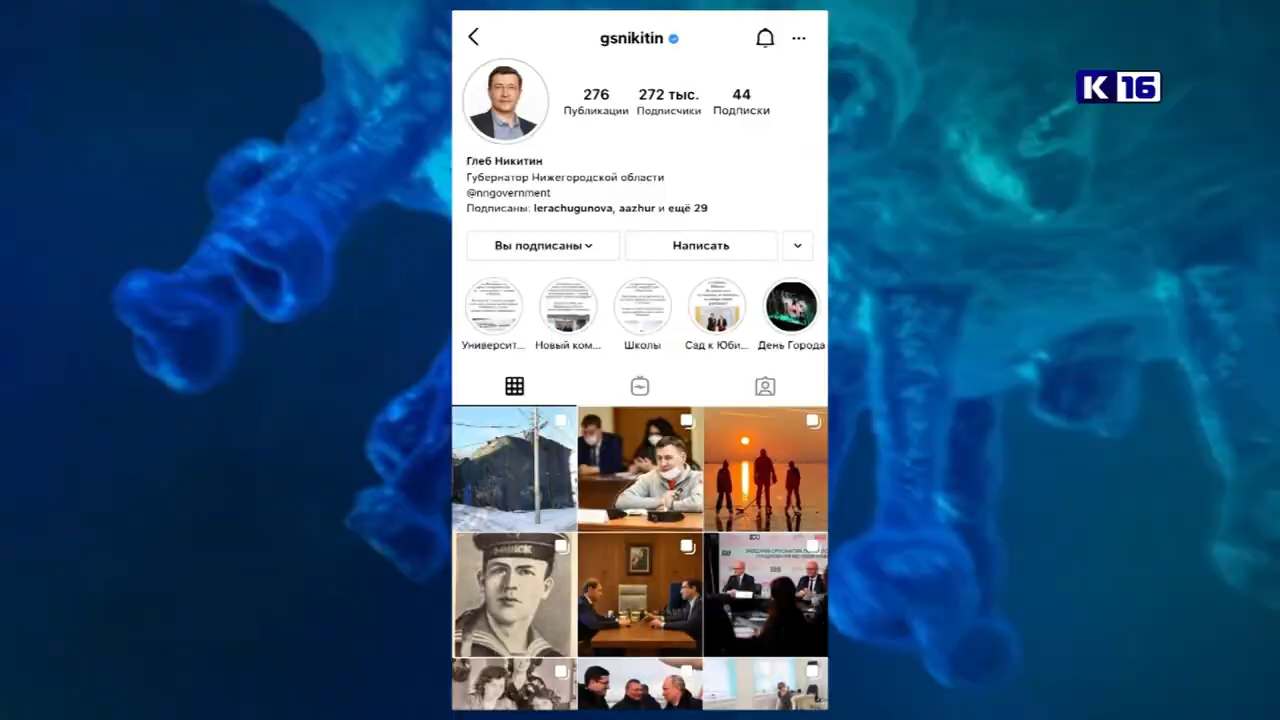 gsnikitin
К 16
276
272 тыс.
44
Публикации
Подписчики
Подписки
Глеб Никитин
Губернатор Нижегородской области
@nngovernment
Подписаны: lerachugunova, aazhur и ещё 29
Вы подписаны
Написать
Университ...
Новый ком...
Школы
Сад к Юби...
День Города